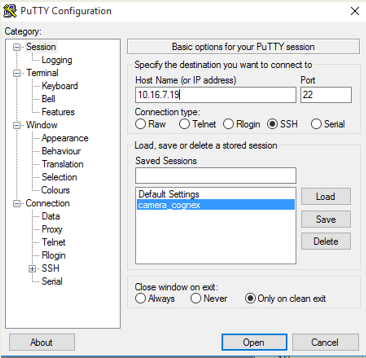 PuTTY Configuration
Category:
Session
Logging
Terminal
Keyboard
Bell
Features
Window
Appearance
Behaviour
Translation
Selection
Colours
Connection
Data
Proxy
Telnet
Rlogin
SSH
Serial
Basic options for your PuTTY session
Specify the destination you want to connect to
Host Name (or IP address) Port
10.16.7.19 22
Connection type:
Raw Telnet Rlogin SSH Serial
Load, save or delete a stored session
Saved Sessions
Default Settings
camera_cognex
Load
Save
Delete
Close window on exit:
Always Never Only on clean exit
About Open Cancel